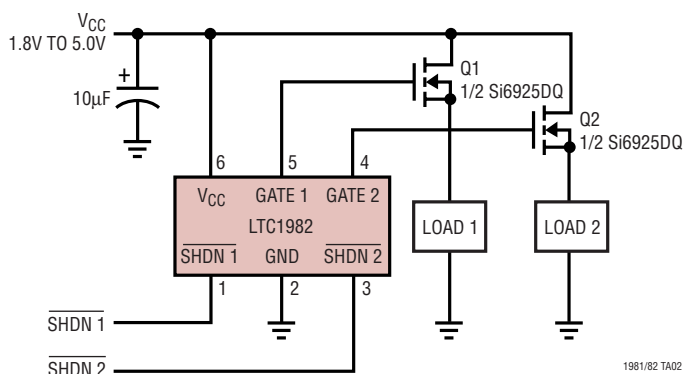 VCC
1.8V TO 5.0V
+
10µF
Q1
1/2 Si6925DQ
Q2
1/2 Si6925DQ
6
5
4
VCC
GATE 1
GATE 2
LTC1982
SHDN 1
GND
SHDN 2
1
2
3
LOAD 1
LOAD 2
SHDN 1
SHDN 2
1981/82 TA02